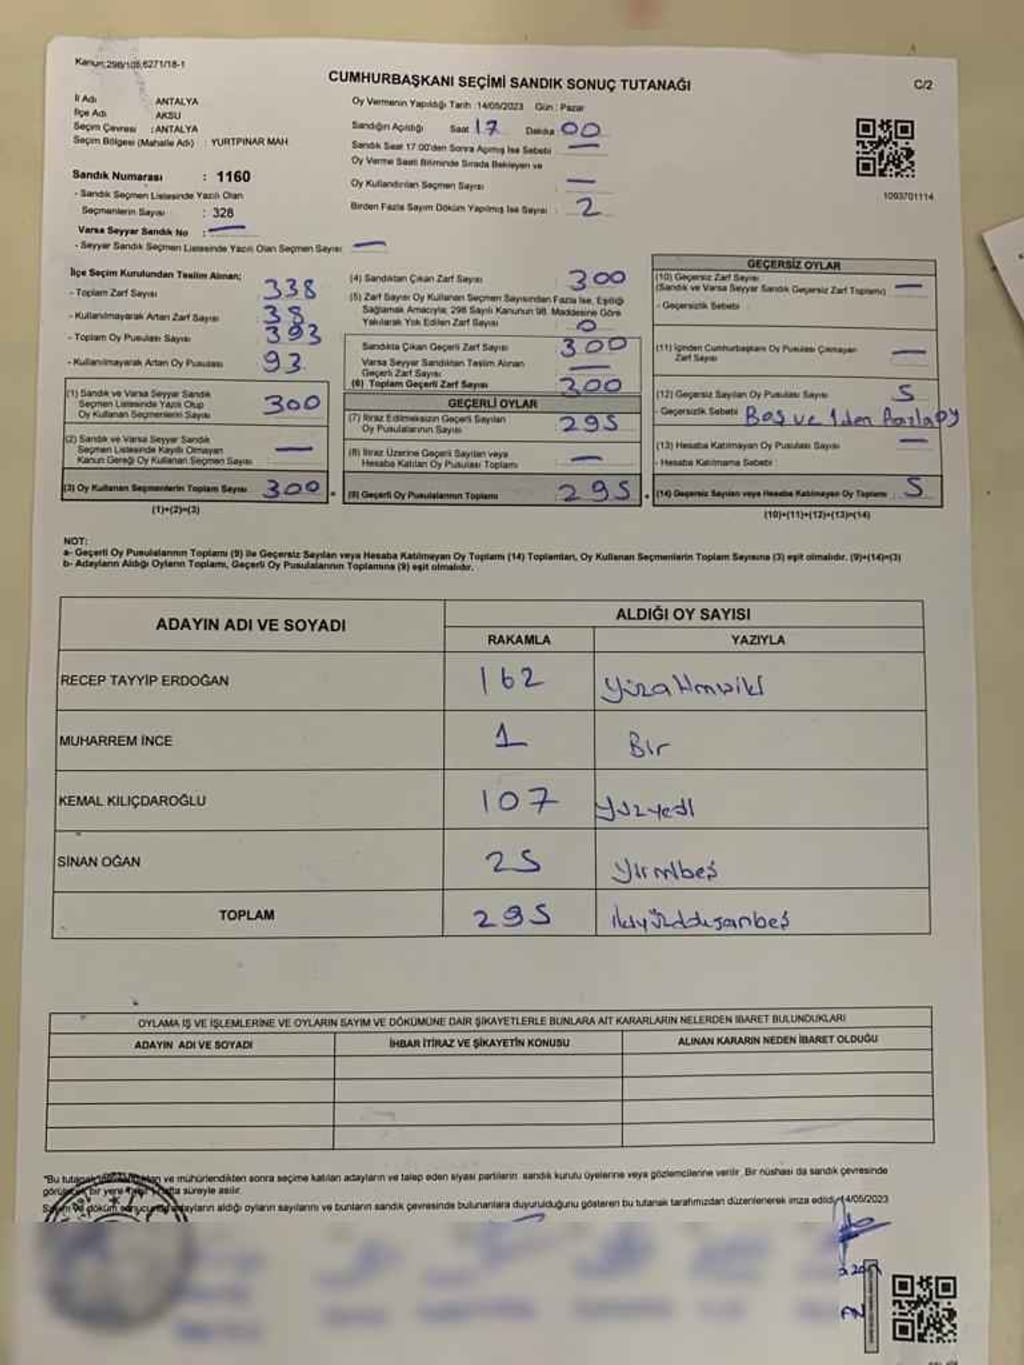 Kanun:298/105,6271/18-1
CUMHURBAŞKANI SEÇİMİ SANDIK SONUÇ TUTANAĞI
C/2
İl Adı ANTALYA
İlçe Adı AKSU
Seçim Çevresi : ANTALYA
Seçim Bölgesi (Mahalle Adı) : YURTPINAR MAH
Oy Vermenin Yapıldığı Tarih :14/05/2023 Gün : Pazar
Sandığın Açıldığı Saat 17 Dakika 00
Sandık Saat 17:00'den Sonra Açılmış İse Sebebi —
Oy Verme Saati Bitiminde Sırada Bekleyen ve
Oy Kullandırılan Seçmen Sayısı —
Birden Fazla Sayım Döküm Yapılmış İse Sayısı : 2
1093701114
Sandık Numarası : 1160
- Sandık Seçmen Listesinde Yazılı Olan
Seçmenlerin Sayısı : 328
Varsa Seyyar Sandık No : —
- Seyyar Sandık Seçmen Listesinde Yazılı Olan Seçmen Sayısı : —
İlçe Seçim Kurulundan Teslim Alınan;
- Toplam Zarf Sayısı 338
- Kullanılmayarak Artan Zarf Sayısı 38
- Toplam Oy Pusulası Sayısı 393
- Kullanılmayarak Artan Oy Pusulası 93
(1) Sandık ve Varsa Seyyar Sandık
Seçmen Listesinde Yazılı Olup
Oy Kullanan Seçmenlerin Sayısı 300
(2) Sandık ve Varsa Seyyar Sandık
Seçmen Listesinde Kayıtlı Olmayan
Kanun Gereği Oy Kullanan Seçmen Sayısı —
(3) Oy Kullanan Seçmenlerin Toplam Sayısı 300
(1)+(2)=(3)
(4) Sandıktan Çıkan Zarf Sayısı 300
(5) Zarf Sayısı Oy Kullanan Seçmen Sayısından Fazla İse, Eşitliği
Sağlamak Amacıyla; 298 Sayılı Kanunun 98. Maddesine Göre
Yakılarak Yok Edilen Zarf Sayısı 0
Sandıkta Çıkan Geçerli Zarf Sayısı 300
Varsa Seyyar Sandıktan Teslim Alınan
Geçerli Zarf Sayısı —
(6) Toplam Geçerli Zarf Sayısı 300
GEÇERLİ OYLAR
(7) İtiraz Edilmeksizin Geçerli Sayılan
Oy Pusulalarının Sayısı 295
(8) İtiraz Üzerine Geçerli Sayılan veya
Hesaba Katılan Oy Pusulası Toplamı —
(9) Geçerli Oy Pusulalarının Toplamı 295
GEÇERSİZ OYLAR
(10) Geçersiz Zarf Sayısı
(Sandık ve Varsa Seyyar Sandık Geçersiz Zarf Toplamı) —
- Geçersizlik Sebebi :
(11) İçinden Cumhurbaşkanı Oy Pusulası Çıkmayan
Zarf Sayısı —
(12) Geçersiz Sayılan Oy Pusulası Sayısı 5
- Geçersizlik Sebebi : Boş ve 1den fazla oy
(13) Hesaba Katılmayan Oy Pusulası Sayısı —
- Hesaba Katılmama Sebebi :
(14) Geçersiz Sayılan veya Hesaba Katılmayan Oy Toplamı : 5
(10)+(11)+(12)+(13)=(14)
NOT:
a- Geçerli Oy Pusulalarının Toplamı (9) ile Geçersiz Sayılan veya Hesaba Katılmayan Oy Toplamı (14) Toplamları, Oy Kullanan Seçmenlerin Toplam Sayısına (3) eşit olmalıdır. (9)+(14)=(3)
b- Adayların Aldığı Oyların Toplamı, Geçerli Oy Pusulalarının Toplamına (9) eşit olmalıdır.
ADAYIN ADI VE SOYADI
ALDIĞI OY SAYISI
RAKAMLA YAZIYLA
RECEP TAYYİP ERDOĞAN 162 yüzaltmışiki
MUHARREM İNCE 1 Bir
KEMAL KILIÇDAROĞLU 107 yüzyedi
SİNAN OĞAN 25 yirmibeş
TOPLAM 295 ikiyüzddısanbeş
OYLAMA İŞ VE İŞLEMLERİNE VE OYLARIN SAYIM VE DÖKÜMÜNE DAİR ŞİKAYETLERLE BUNLARA AİT KARARLARIN NELERDEN İBARET BULUNDUKLARI
ADAYIN ADI VE SOYADI İHBAR İTİRAZ VE ŞİKAYETİN KONUSU ALINAN KARARIN NEDEN İBARET OLDUĞU
"Bu tutanak ve mühürlendikten sonra seçime katılan adayların ve talep eden siyasi partilerin sandık kurulu üyelerine veya gözlemcilerine verilir. Bir nüshası da sandık çevresinde
bir yere hafta süreyle asılır.
Sayım ve döküm adayların aldığı oyların sayılarını ve bunların sandık çevresinde bulunanlara duyurulduğunu gösteren bu tutanak tarafımızdan düzenlenerek imza edildi. 14/05/2023